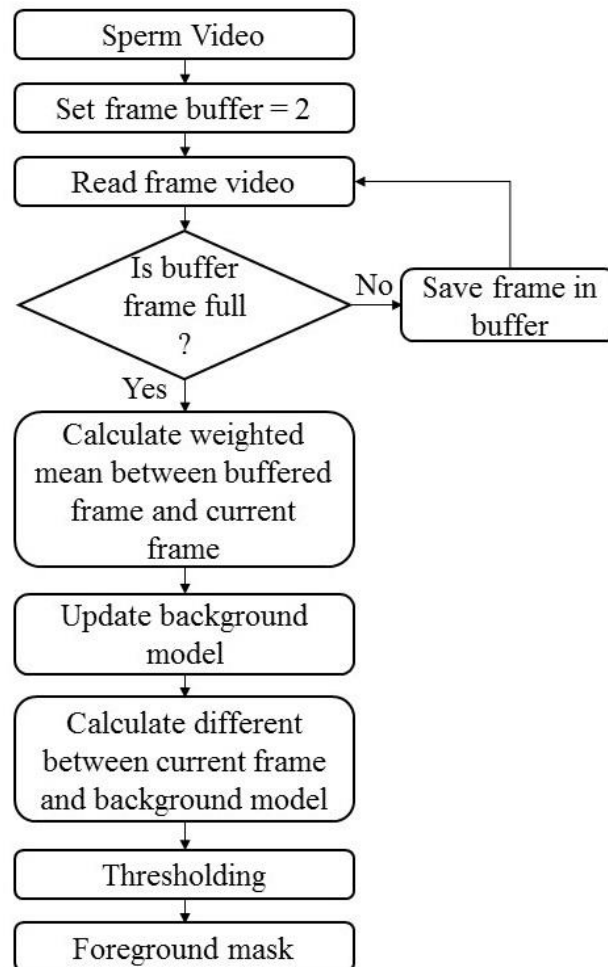 Sperm Video
Set frame buffer = 2
Read frame video
Is buffer
frame full
?
No
Save frame in
buffer
Yes
Calculate weighted
mean between buffered
frame and current
frame
Update background
model
Calculate different
between current frame
and background model
Thresholding
Foreground mask